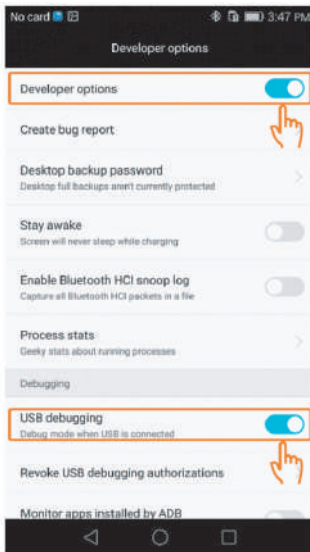 No card 3:47 PM
Developer options
Developer options
Create bug report
Desktop backup password
Desktop full backups aren't currently protected
Stay awake
Screen will never sleep while charging
Enable Bluetooth HCI snoop log
Capture all Bluetooth HCI packets in a file
Process stats
Geeky stats about running processes
Debugging
USB debugging
Debug mode when USB is connected
Revoke USB debugging authorizations
Monitor apps installed by ADB